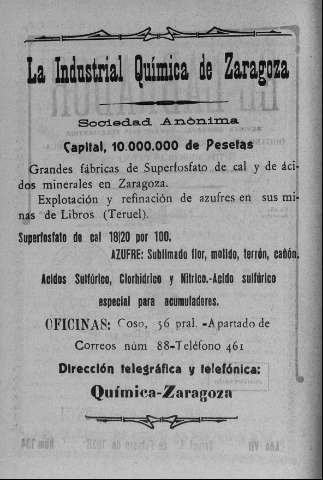 La Industrial Química de Zaragoza
Sociedad Anónima
Capital, 10.000.000 de Pesetas
Grandes fábricas de Superfosfato de cal y de áci-
dos minerales en Zaragoza.
Explotación y refinación de azufres en sus mi-
nas de Libros (Teruel).
Superfosfato de cal 18|20 por 100.
AZUFRE: Sublimado flor, molido, terrón, cañón.
Acidos Sulfúrico, Clorhídrico y Nítrico.-Acido sulfúrico
especial para acumuladores.
OFICINAS: Coso, 56 pral. -Apartado de
Correos núm 88-Teléfono 461
Dirección telegráfica y telefónica:
Química-Zaragoza